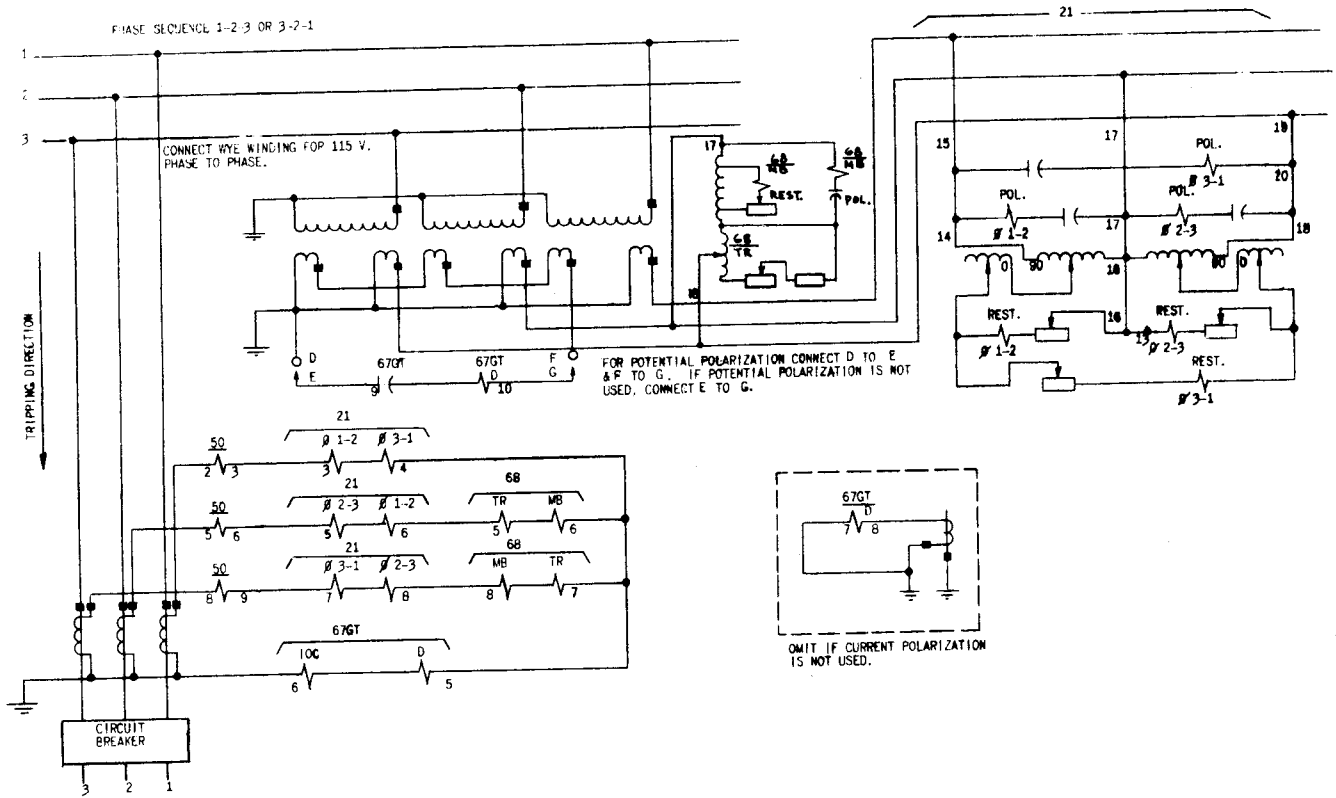 PHASE SEQUENCE 1-2-3 OR 3-2-1
21
1
2
3
CONNECT WYE WINDING FOR 115 V.
PHASE TO PHASE.
17
68
MB
REST.
68
MB
POL.
68
TR
18
15
17
19
POL.
Ø 3-1
20
POL.
Ø 1-2
17
POL.
Ø 2-3
18
14
0
90
18
90
0
REST.
Ø 1-2
16
13
REST.
Ø 2-3
REST.
Ø 3-1
TRIPPING DIRECTION
D
E
67GT
9
67GT
D
10
F
G
FOR POTENTIAL POLARIZATION CONNECT D TO E
& F TO G. IF POTENTIAL POLARIZATION IS NOT
USED, CONNECT E TO G.
21
50
2 3
Ø 1-2 Ø 3-1
3 4
21
68
50
5 6
Ø 2-3 Ø 1-2
5 6
TR MB
5 6
21
68
50
8 9
Ø 3-1 Ø 2-3
7 8
MB TR
8 7
67GT
IOC D
6 5
67GT
D
7 8
OMIT IF CURRENT POLARIZATION
IS NOT USED.
CIRCUIT
BREAKER
3 2 1